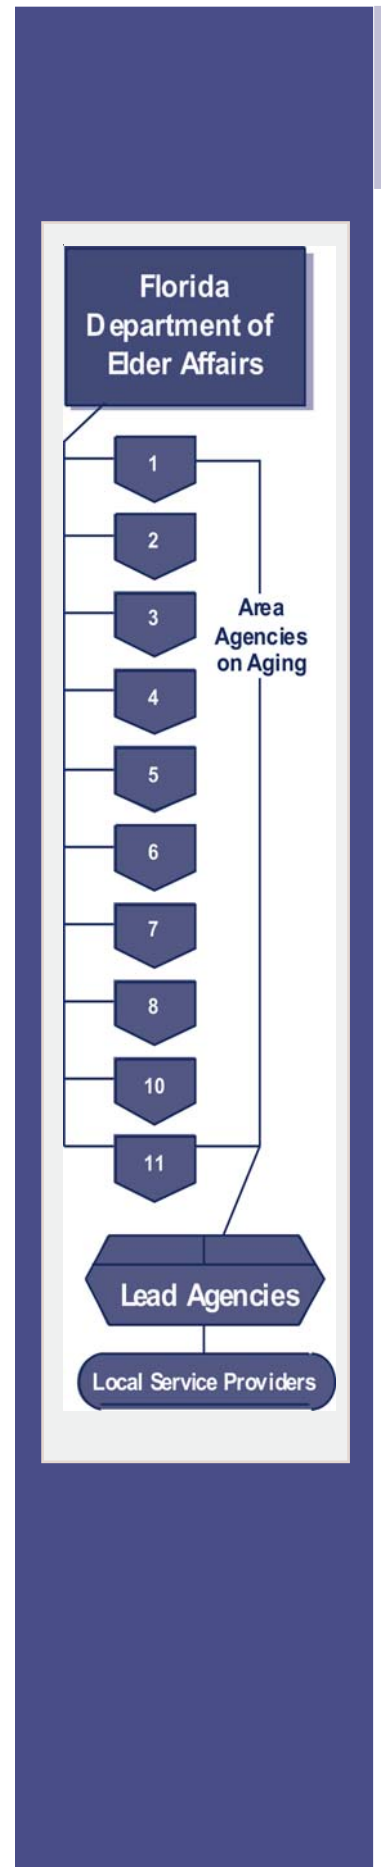 Florida
Department of
Elder Affairs
1
2
3
Area
Agencies
on Aging
4
5
6
7
8
10
11
Lead Agencies
Local Service Providers